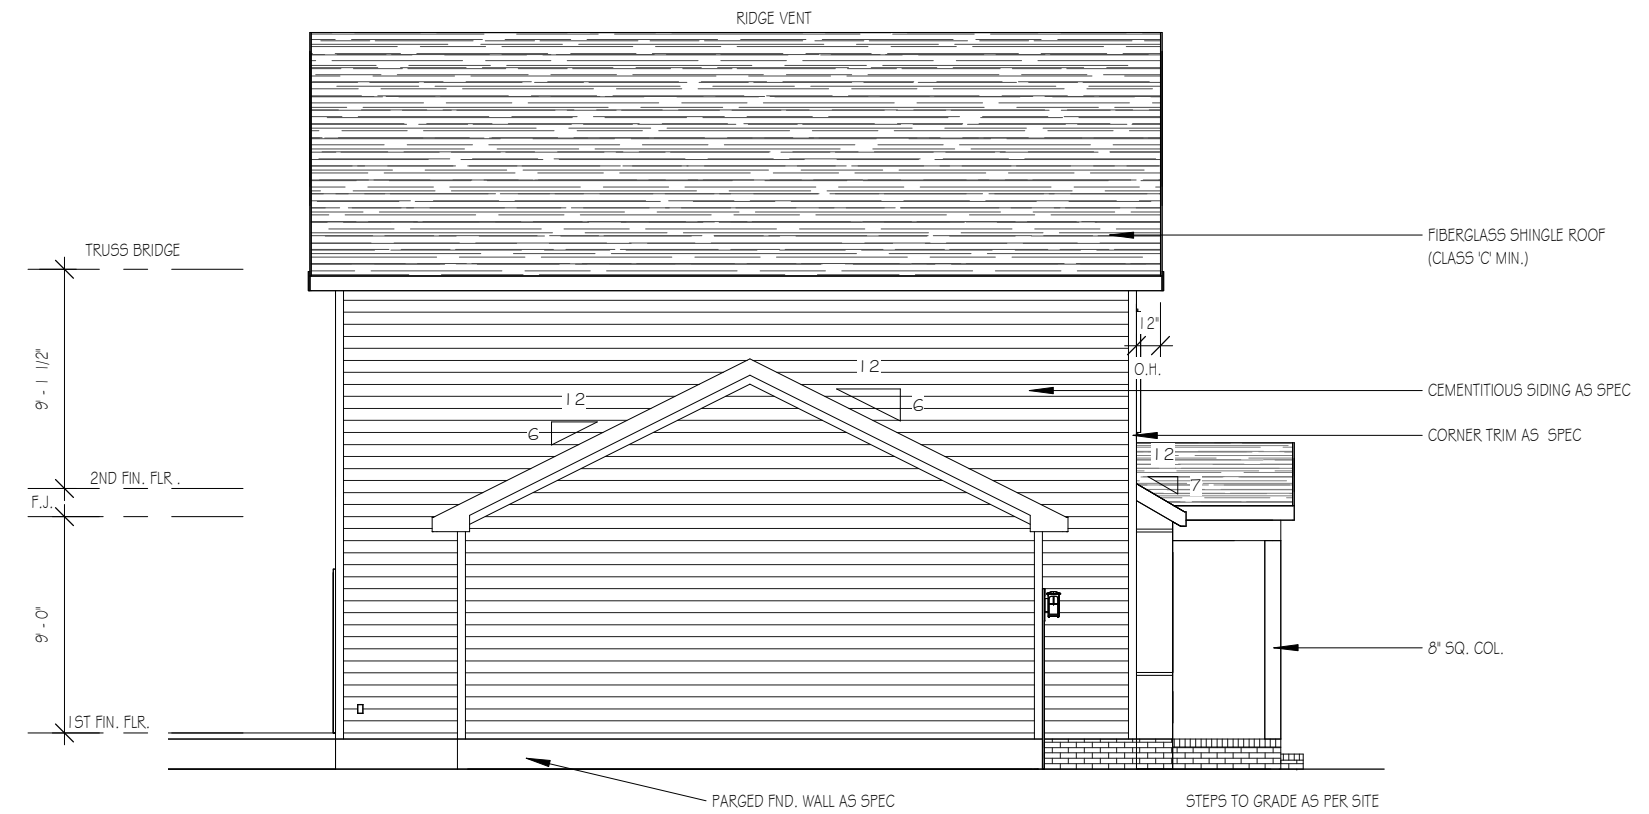 RIDGE VENT
FIBERGLASS SHINGLE ROOF
(CLASS 'C' MIN.)
TRUSS BRIDGE
12"
O.H.
9' - 1 1/2"
12
6
12
6
CEMENTITIOUS SIDING AS SPEC
CORNER TRIM AS SPEC
12
7
2ND FIN. FLR.
F.J.
9' - 0"
8" SQ. COL.
1ST FIN. FLR.
PARGED FND. WALL AS SPEC
STEPS TO GRADE AS PER SITE